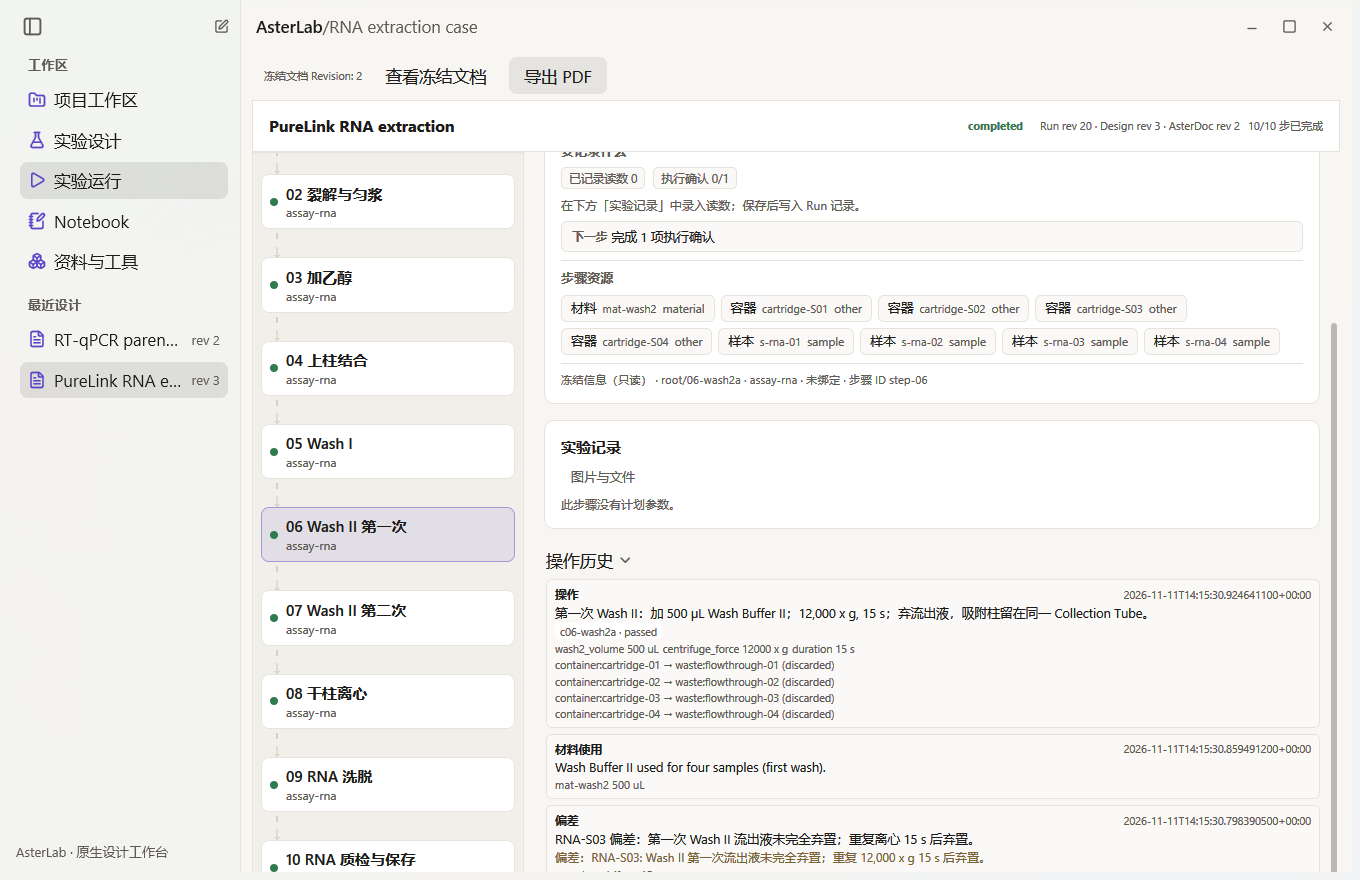 AsterLab/RNA extraction case
工作区
项目工作区
实验设计
实验运行
Notebook
资料与工具
最近设计
RT-qPCR paren... rev 2
PureLink RNA e... rev 3
AsterLab · 原生设计工作台
冻结文档 Revision: 2 查看冻结文档 导出 PDF
PureLink RNA extraction
completed Run rev 20 · Design rev 3 · AsterDoc rev 2 10/10 步已完成
02 裂解与匀浆
assay-rna
03 加乙醇
assay-rna
04 上柱结合
assay-rna
05 Wash I
assay-rna
06 Wash II 第一次
assay-rna
07 Wash II 第二次
assay-rna
08 干柱离心
assay-rna
09 RNA 洗脱
assay-rna
10 RNA 质检与保存
已记录读数 0 执行确认 0/1
在下方「实验记录」中录入读数；保存后写入 Run 记录。
下一步 完成 1 项执行确认
步骤资源
材料 mat-wash2 material 容器 cartridge-S01 other 容器 cartridge-S02 other 容器 cartridge-S03 other
容器 cartridge-S04 other 样本 s-rna-01 sample 样本 s-rna-02 sample 样本 s-rna-03 sample 样本 s-rna-04 sample
冻结信息（只读） · root/06-wash2a · assay-rna · 未绑定 · 步骤 ID step-06
实验记录
图片与文件
此步骤没有计划参数。
操作历史
操作 2026-11-11T14:15:30.924641100+00:00
第一次 Wash II：加 500 µL Wash Buffer II；12,000 x g, 15 s；弃流出液，吸附柱留在同一 Collection Tube。
c06-wash2a · passed
wash2_volume 500 uL centrifuge_force 12000 x g duration 15 s
container:cartridge-01 → waste:flowthrough-01 (discarded)
container:cartridge-02 → waste:flowthrough-02 (discarded)
container:cartridge-03 → waste:flowthrough-03 (discarded)
container:cartridge-04 → waste:flowthrough-04 (discarded)
材料使用 2026-11-11T14:15:30.859491200+00:00
Wash Buffer II used for four samples (first wash).
mat-wash2 500 uL
偏差 2026-11-11T14:15:30.798390500+00:00
RNA-S03 偏差：第一次 Wash II 流出液未完全弃置；重复离心 15 s 后弃置。
偏差：RNA-S03: Wash II 第一次流出液未完全弃置；重复 12,000 x g 15 s 后弃置。